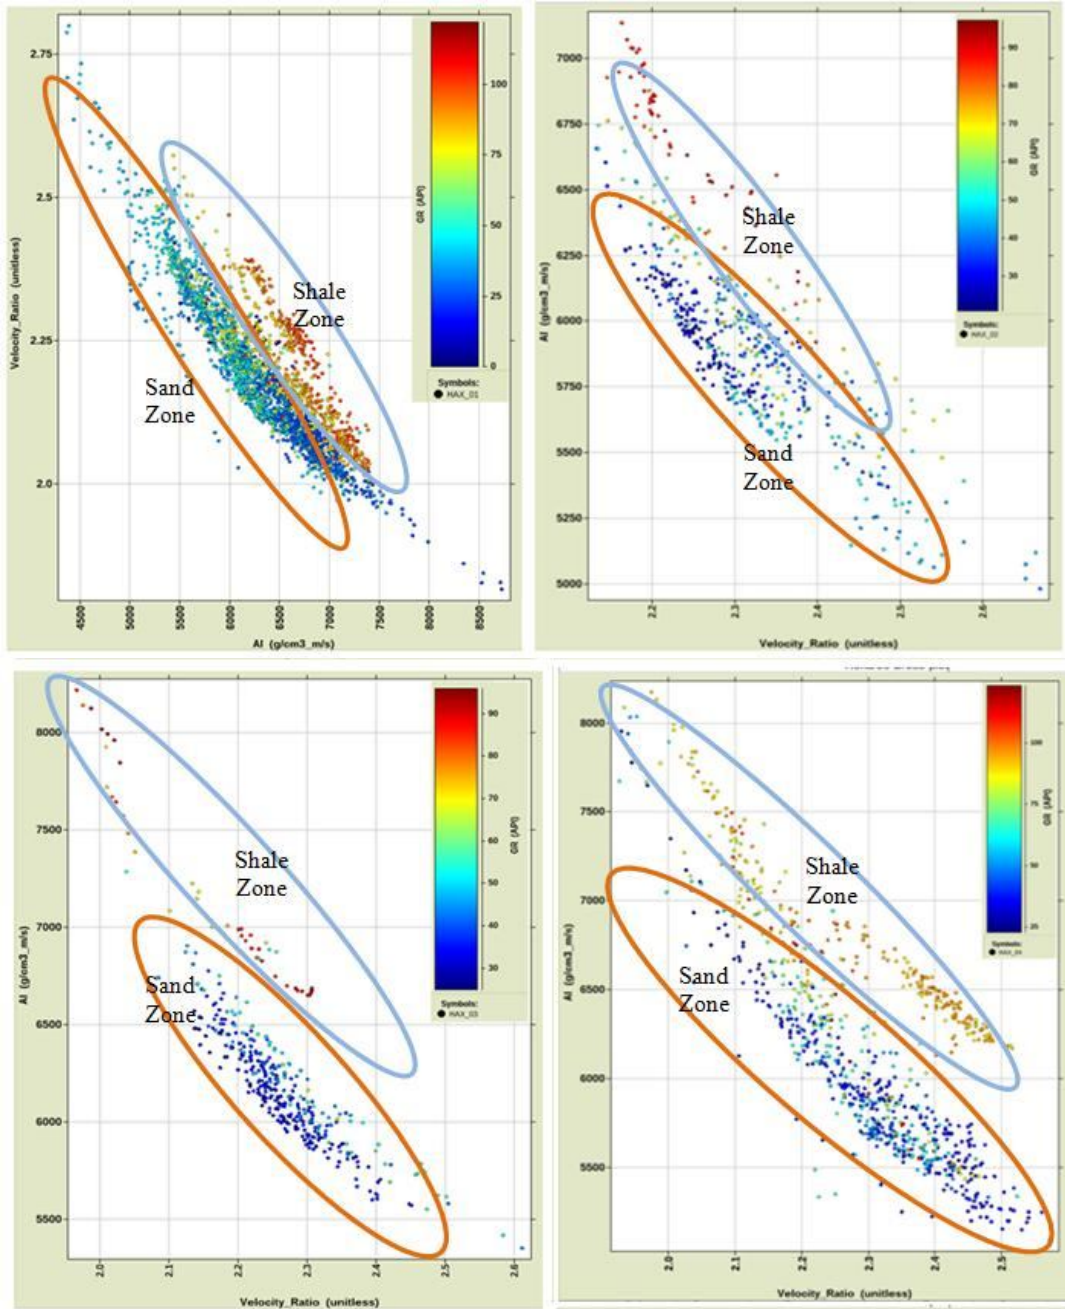 2.75
2.5
2.25
2.0
Velocity_Ratio (unitless)
4500
5000
5500
6000
6500
7000
7500
8000
8500
AI (g/cm3_m/s)
100
75
50
25
0
GR (API)
Symbols:
HAX_01
Shale
Zone
Sand
Zone
7000
6750
6500
6250
6000
5750
5500
5250
5000
AI (g/cm3_m/s)
2.2
2.3
2.4
2.5
2.6
Velocity_Ratio (unitless)
90
80
70
60
50
40
30
GR (API)
Symbols:
HAX_02
Shale
Zone
Sand
Zone
8000
7500
7000
6500
6000
5500
AI (g/cm3_m/s)
2.0
2.1
2.2
2.3
2.4
2.5
2.6
Velocity_Ratio (unitless)
90
80
70
60
50
40
30
GR (API)
Symbols:
HAX_03
Shale
Zone
Sand
Zone
8000
7500
7000
6500
6000
5500
AI (g/cm3_m/s)
2.0
2.1
2.2
2.3
2.4
2.5
Velocity_Ratio (unitless)
100
75
50
25
GR (API)
Symbols:
HAX_04
Shale
Zone
Sand
Zone